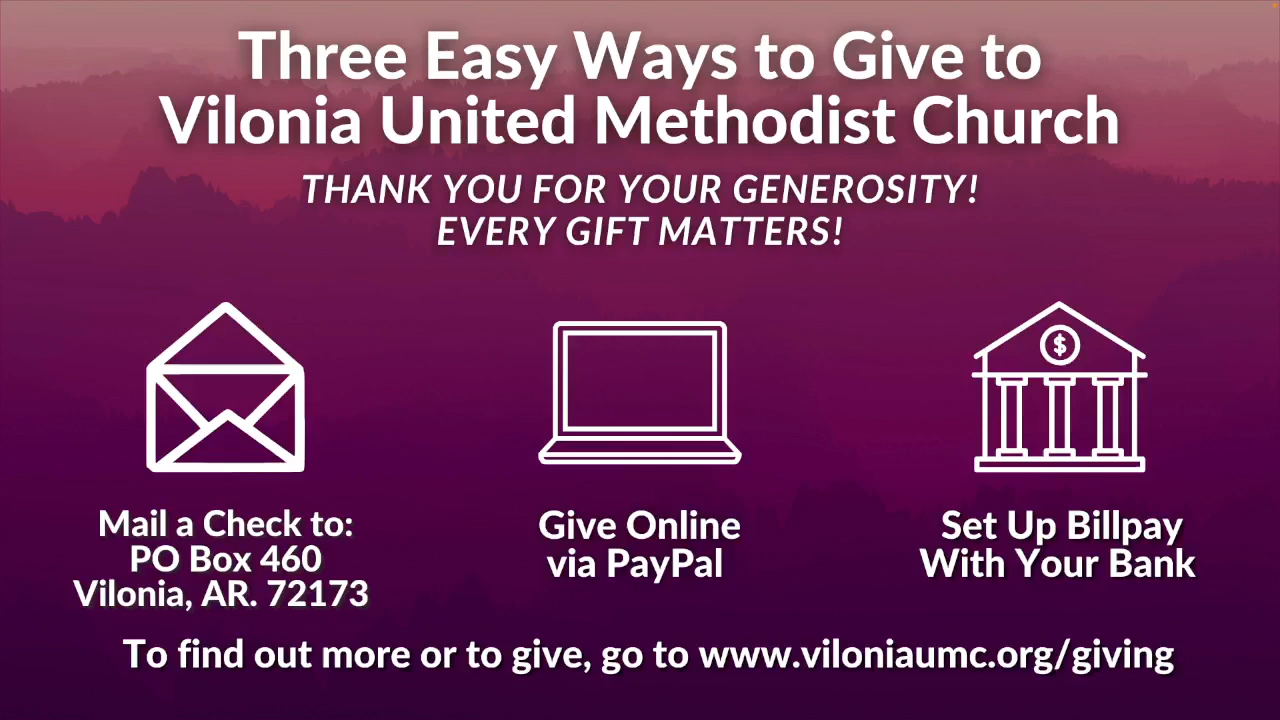 Three Easy Ways to Give to
Vilonia United Methodist Church
THANK YOU FOR YOUR GENEROSITY!
EVERY GIFT MATTERS!
$
Mail a Check to:
PO Box 460
Vilonia, AR. 72173
Give Online
via PayPal
Set Up Billpay
With Your Bank
To find out more or to give, go to www.viloniaumc.org/giving